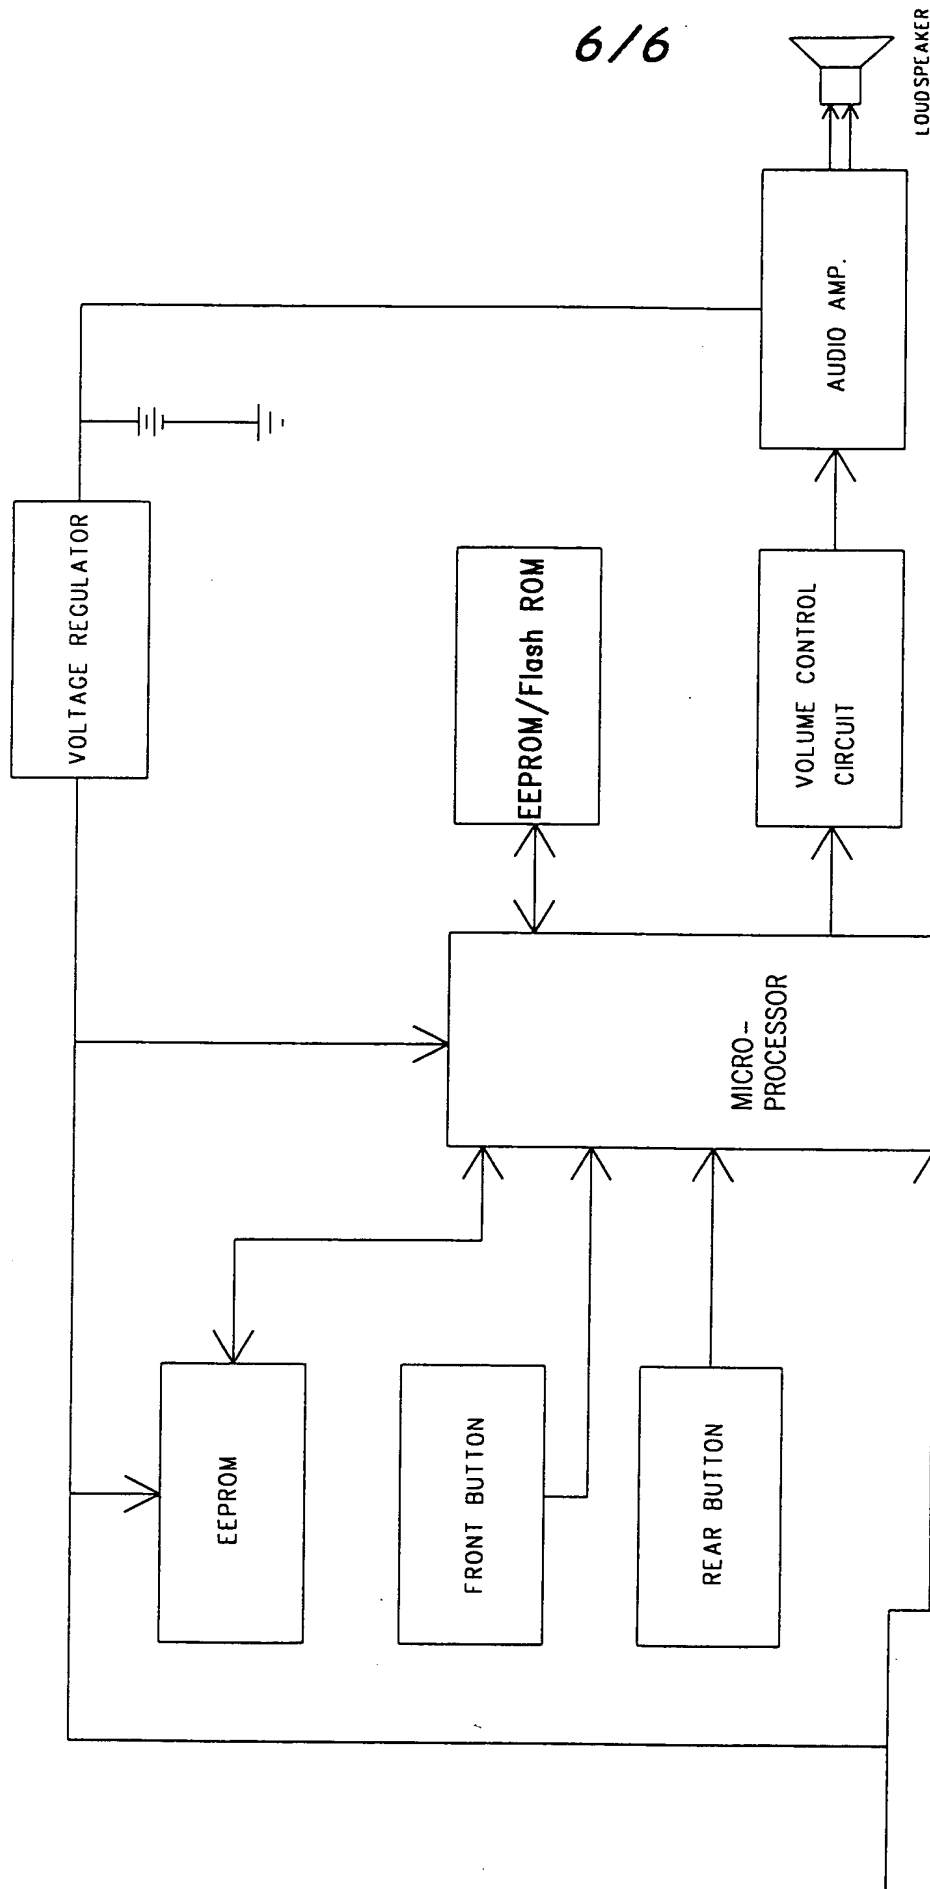 6/6
VOLTAGE REGULATOR
EEPROM
FRONT BUTTON
REAR BUTTON
MICRO-
PROCESSOR
EEPROM/Flash ROM
VOLUME CONTROL
CIRCUIT
AUDIO AMP.
LOUDSPEAKER